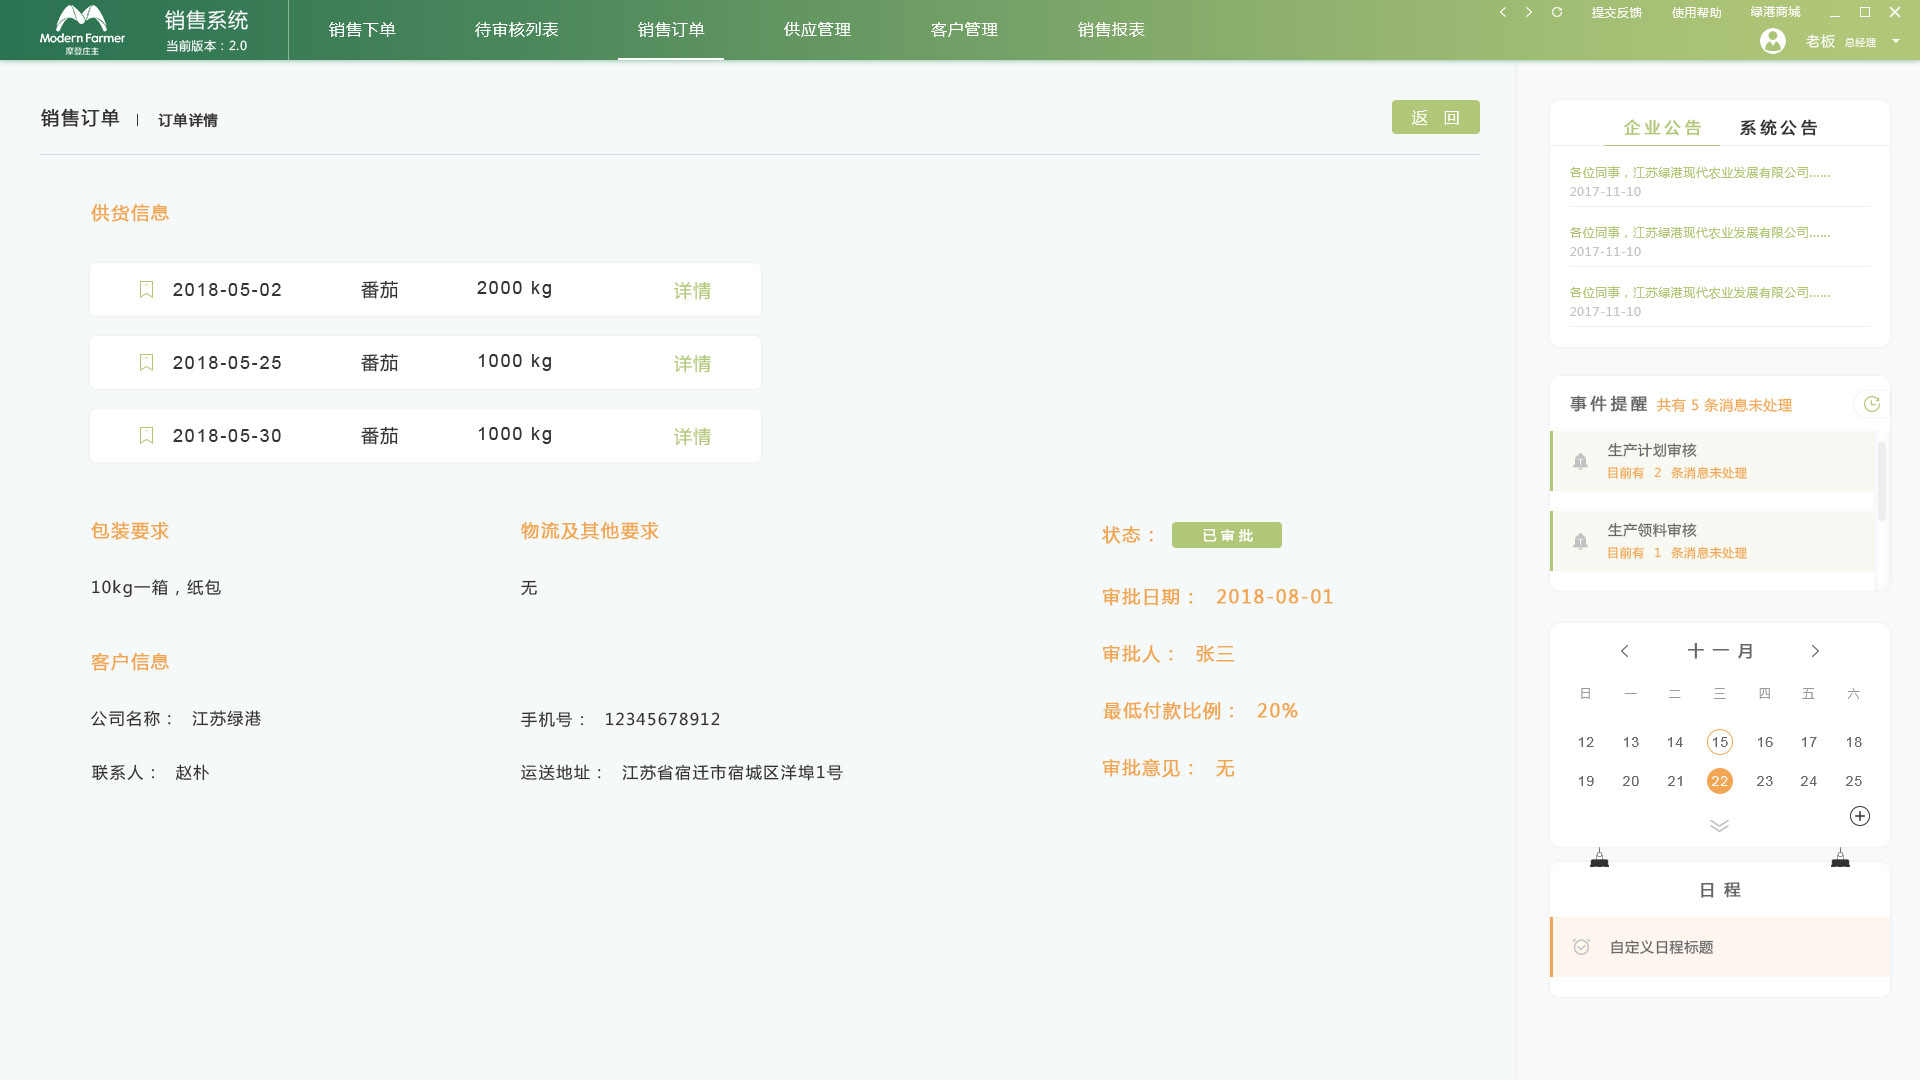 Modern Farmer
摩登庄主
销售系统
当前版本：2.0
销售下单
待审核列表
销售订单
供应管理
客户管理
销售报表
提交反馈
使用帮助
绿港商城
老板 总经理
销售订单 | 订单详情
返 回
供货信息
2018-05-02 番茄 2000 kg 详情
2018-05-25 番茄 1000 kg 详情
2018-05-30 番茄 1000 kg 详情
包装要求
10kg一箱，纸包
物流及其他要求
无
客户信息
公司名称： 江苏绿港
手机号： 12345678912
联系人： 赵朴
运送地址： 江苏省宿迁市宿城区洋埠1号
状态： 已审批
审批日期： 2018-08-01
审批人： 张三
最低付款比例： 20%
审批意见： 无
企业公告 系统公告
各位同事，江苏绿港现代农业发展有限公司......
2017-11-10
各位同事，江苏绿港现代农业发展有限公司......
2017-11-10
各位同事，江苏绿港现代农业发展有限公司......
2017-11-10
事件提醒 共有 5 条消息未处理
生产计划审核
目前有 2 条消息未处理
生产领料审核
目前有 1 条消息未处理
十一月
日 一 二 三 四 五 六
12 13 14 15 16 17 18
19 20 21 22 23 24 25
日 程
自定义日程标题